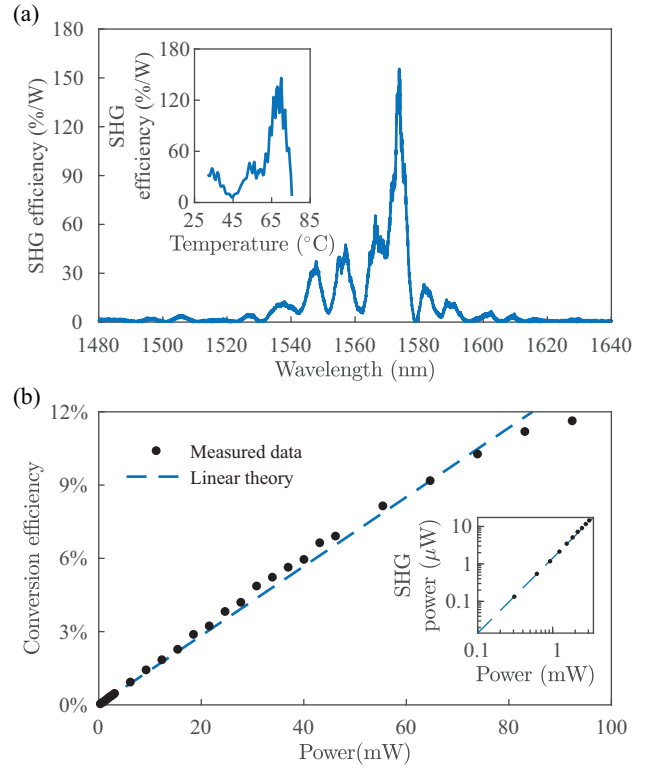 (a)
180
150
120
90
60
30
0
SHG efficiency (%/W)
1480
1500
1520
1540
1560
1580
1600
1620
1640
Wavelength (nm)
SHG
efficiency (%/W)
180
120
60
0
25
45
65
85
Temperature (°C)
(b)
12%
9%
6%
3%
0%
Conversion efficiency
Measured data
Linear theory
0
20
40
60
80
100
Power(mW)
SHG
power (μW)
10
1
0.1
0.1
1
Power (mW)